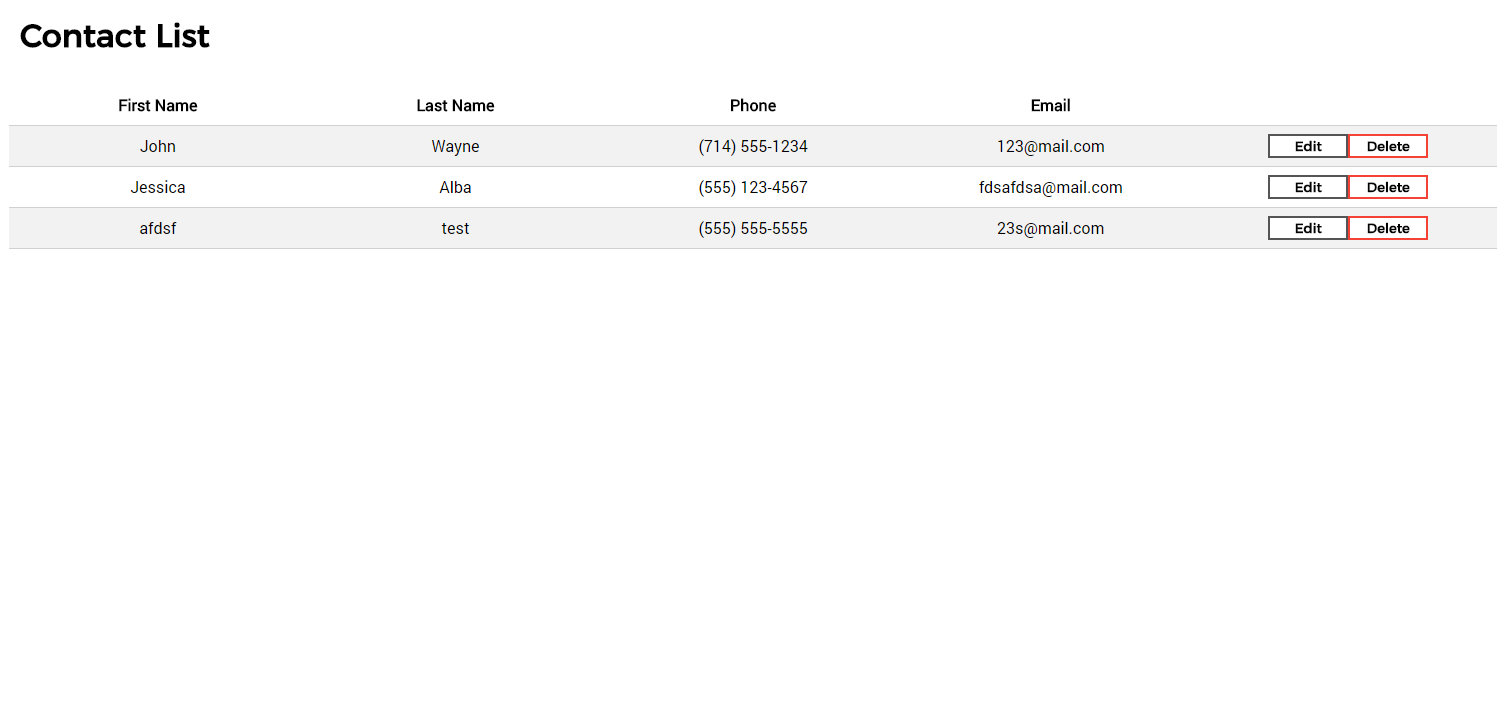 Contact List
First Name Last Name Phone Email
John Wayne (714) 555-1234 123@mail.com Edit Delete
Jessica Alba (555) 123-4567 fdsafdsa@mail.com Edit Delete
afdsf test (555) 555-5555 23s@mail.com Edit Delete